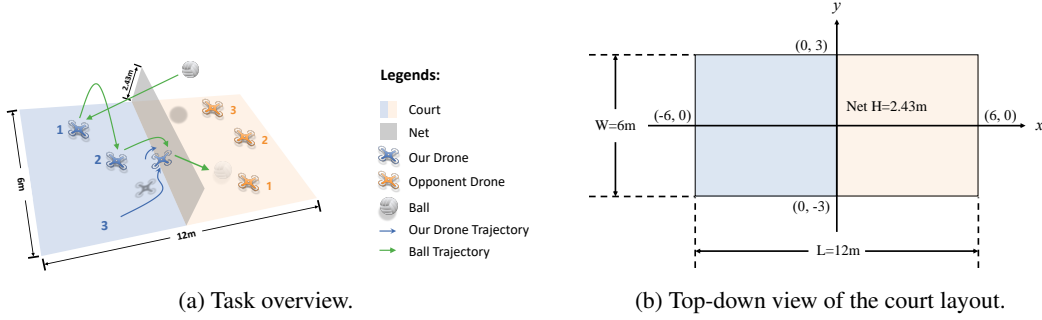 2.43m
1
2
3
3
2
1
6m
12m
Legends:
Court
Net
Our Drone
Opponent Drone
Ball
Our Drone Trajectory
Ball Trajectory
(a) Task overview.
y
(0, 3)
Net H=2.43m
W=6m
(-6, 0)
(6, 0)
x
(0, -3)
L=12m
(b) Top-down view of the court layout.